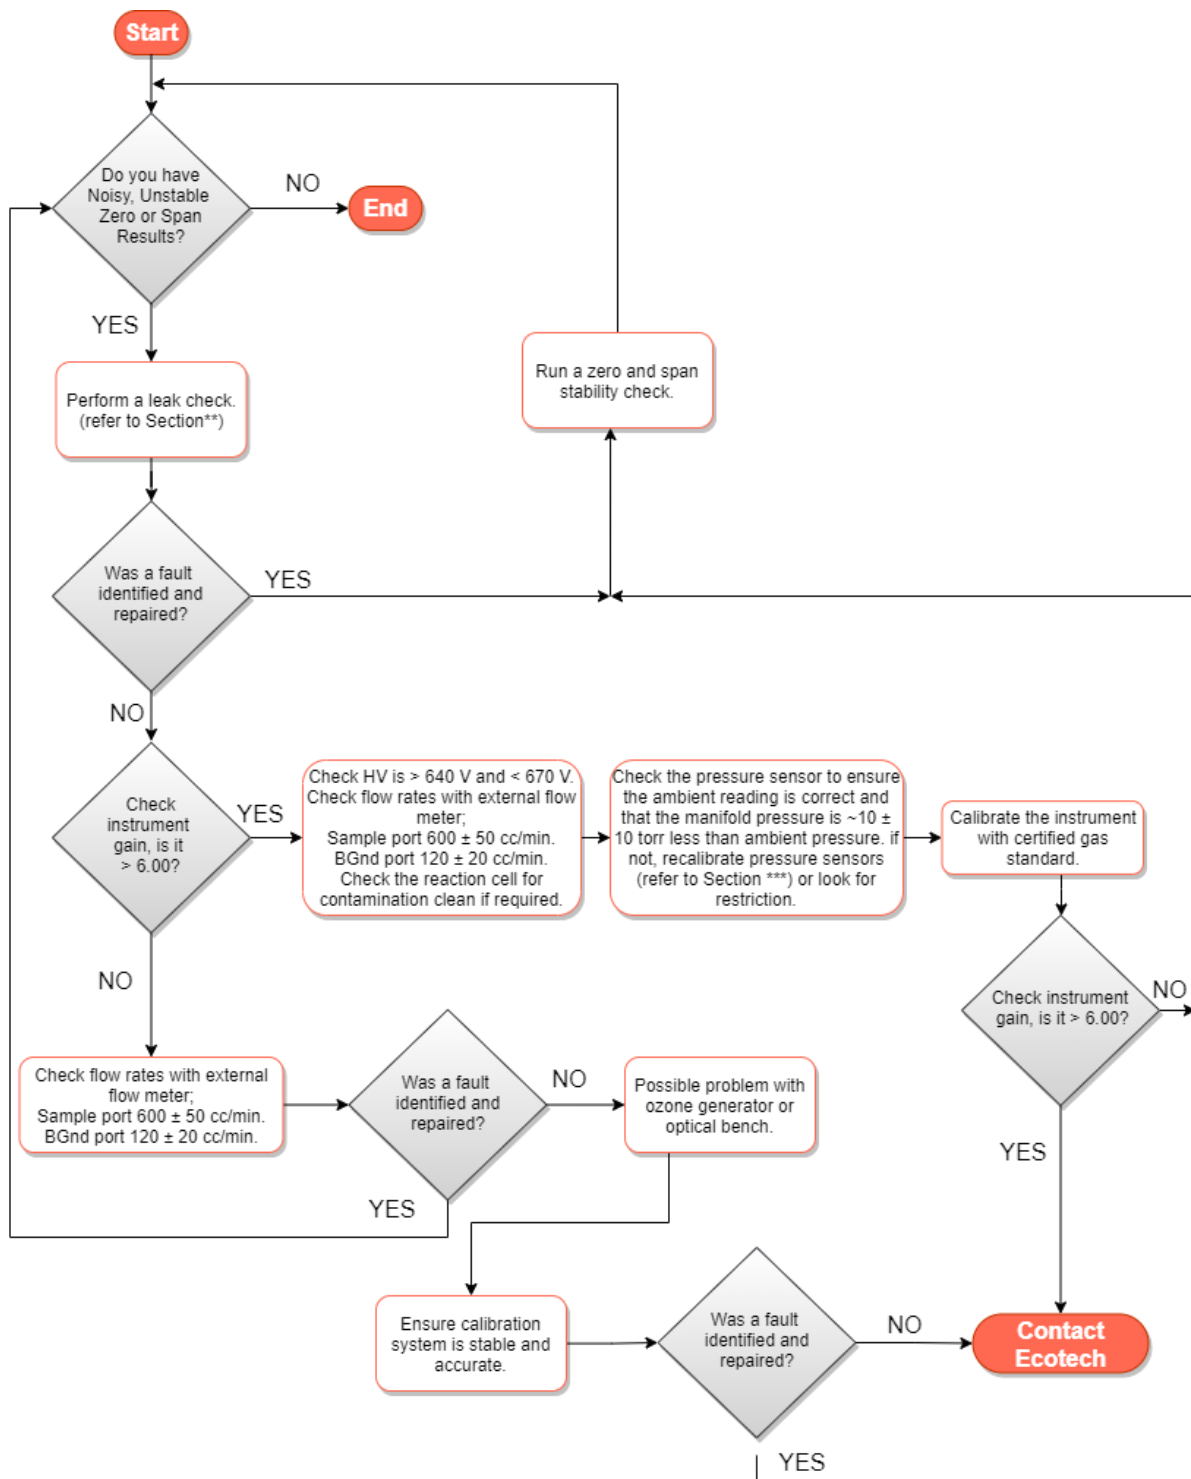 Start
Do you have
Noisy, Unstable
Zero or Span
Results?
NO
End
YES
Perform a leak check.
(refer to Section**)
Run a zero and span
stability check.
Was a fault
identified and
repaired?
YES
NO
Check
instrument
gain, is it
> 6.00?
YES
Check HV is > 640 V and < 670 V.
Check flow rates with external flow
meter;
Sample port 600 ± 50 cc/min.
BGnd port 120 ± 20 cc/min.
Check the reaction cell for
contamination clean if required.
Check the pressure sensor to ensure
the ambient reading is correct and
that the manifold pressure is ~10 ±
10 torr less than ambient pressure. if
not, recalibrate pressure sensors
(refer to Section ***) or look for
restriction.
Calibrate the instrument
with certified gas
standard.
NO
Check instrument
gain, is it > 6.00?
NO
YES
Check flow rates with external
flow meter;
Sample port 600 ± 50 cc/min.
BGnd port 120 ± 20 cc/min.
Was a fault
identified and
repaired?
NO
YES
Possible problem with
ozone generator or
optical bench.
Ensure calibration
system is stable and
accurate.
Was a fault
identified and
repaired?
NO
YES
Contact
Ecotech